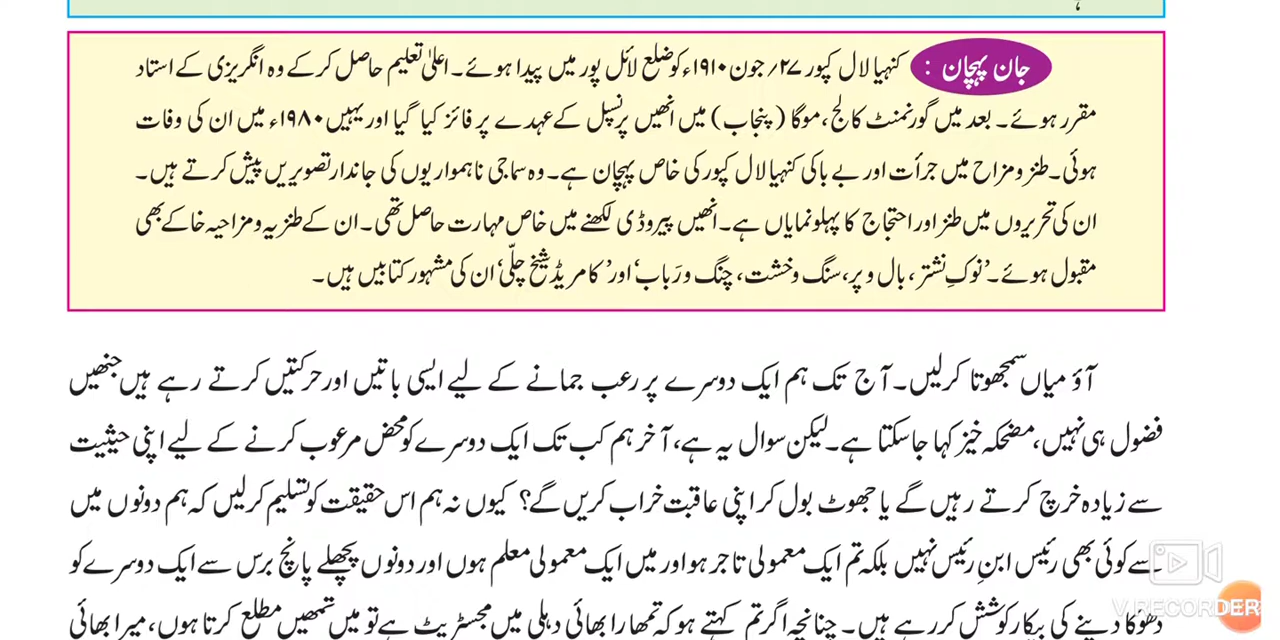 جان پہچان : کنہیا لال کپور ۲۷؍ جون ۱۹۱۰ء کو ضلع لائل پور میں پیدا ہوئے۔ اعلیٰ تعلیم حاصل کر کے وہ انگریزی کے استاد
مقرر ہوئے۔ بعد میں گورنمنٹ کالج، موگا (پنجاب) میں انھیں پرنسپل کے عہدے پر فائز کیا گیا اور یہیں ۱۹۸۰ء میں ان کی وفات
ہوئی۔ طنز و مزاح میں جرأت اور بے باکی کنہیا لال کپور کی خاص پہچان ہے۔ وہ سماجی ناہمواریوں کی جاندار تصویریں پیش کرتے ہیں۔
ان کی تحریروں میں طنز اور احتجاج کا پہلو نمایاں ہے۔ انھیں پیروڈی لکھنے میں خاص مہارت حاصل تھی۔ ان کے طنزیہ و مزاحیہ خاکے بھی
مقبول ہوئے۔ ’نوکِ نشتر، بال و پر، سنگ و خشت، چنگ و رَباب‘ اور ’کامریڈ شیخ چلّی‘ ان کی مشہور کتابیں ہیں۔
آؤ میاں سمجھوتا کرلیں۔ آج تک ہم ایک دوسرے پر رعب جمانے کے لیے ایسی باتیں اور حرکتیں کرتے رہے ہیں جنھیں
فضول ہی نہیں، مضحکہ خیز کہا جاسکتا ہے۔ لیکن سوال یہ ہے، آخر ہم کب تک ایک دوسرے کو محض مرعوب کرنے کے لیے اپنی حیثیت
سے زیادہ خرچ کرتے رہیں گے یا جھوٹ بول کر اپنی عاقبت خراب کریں گے؟ کیوں نہ ہم اس حقیقت کو تسلیم کرلیں کہ ہم دونوں میں
سے کوئی بھی رئیس ابنِ رئیس نہیں بلکہ تم ایک معمولی تاجر ہو اور میں ایک معمولی معلم ہوں اور دونوں پچھلے پانچ برس سے ایک دوسرے کو
دھوکا دینے کی بیکار کوشش کر رہے ہیں۔ چنانچہ اگر تم کہتے ہو کہ تمھارا بھائی دہلی میں مجسٹریٹ ہے تو میں تمھیں مطلع کرتا ہوں، میرا بھائی
V RECORDER